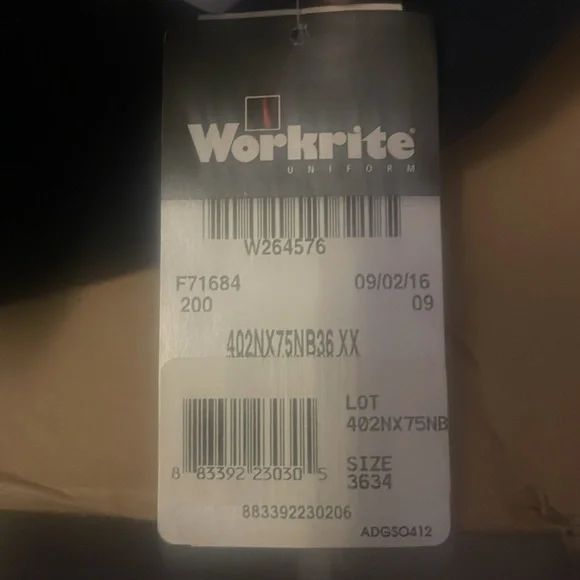 Workrite®
UNIFORM
W264576
F71684 09/02/16
200 09
402NX75NB36 XX
LOT
402NX75NB
8 83392 23030 5
SIZE
3634
883392230206
ADGSO412